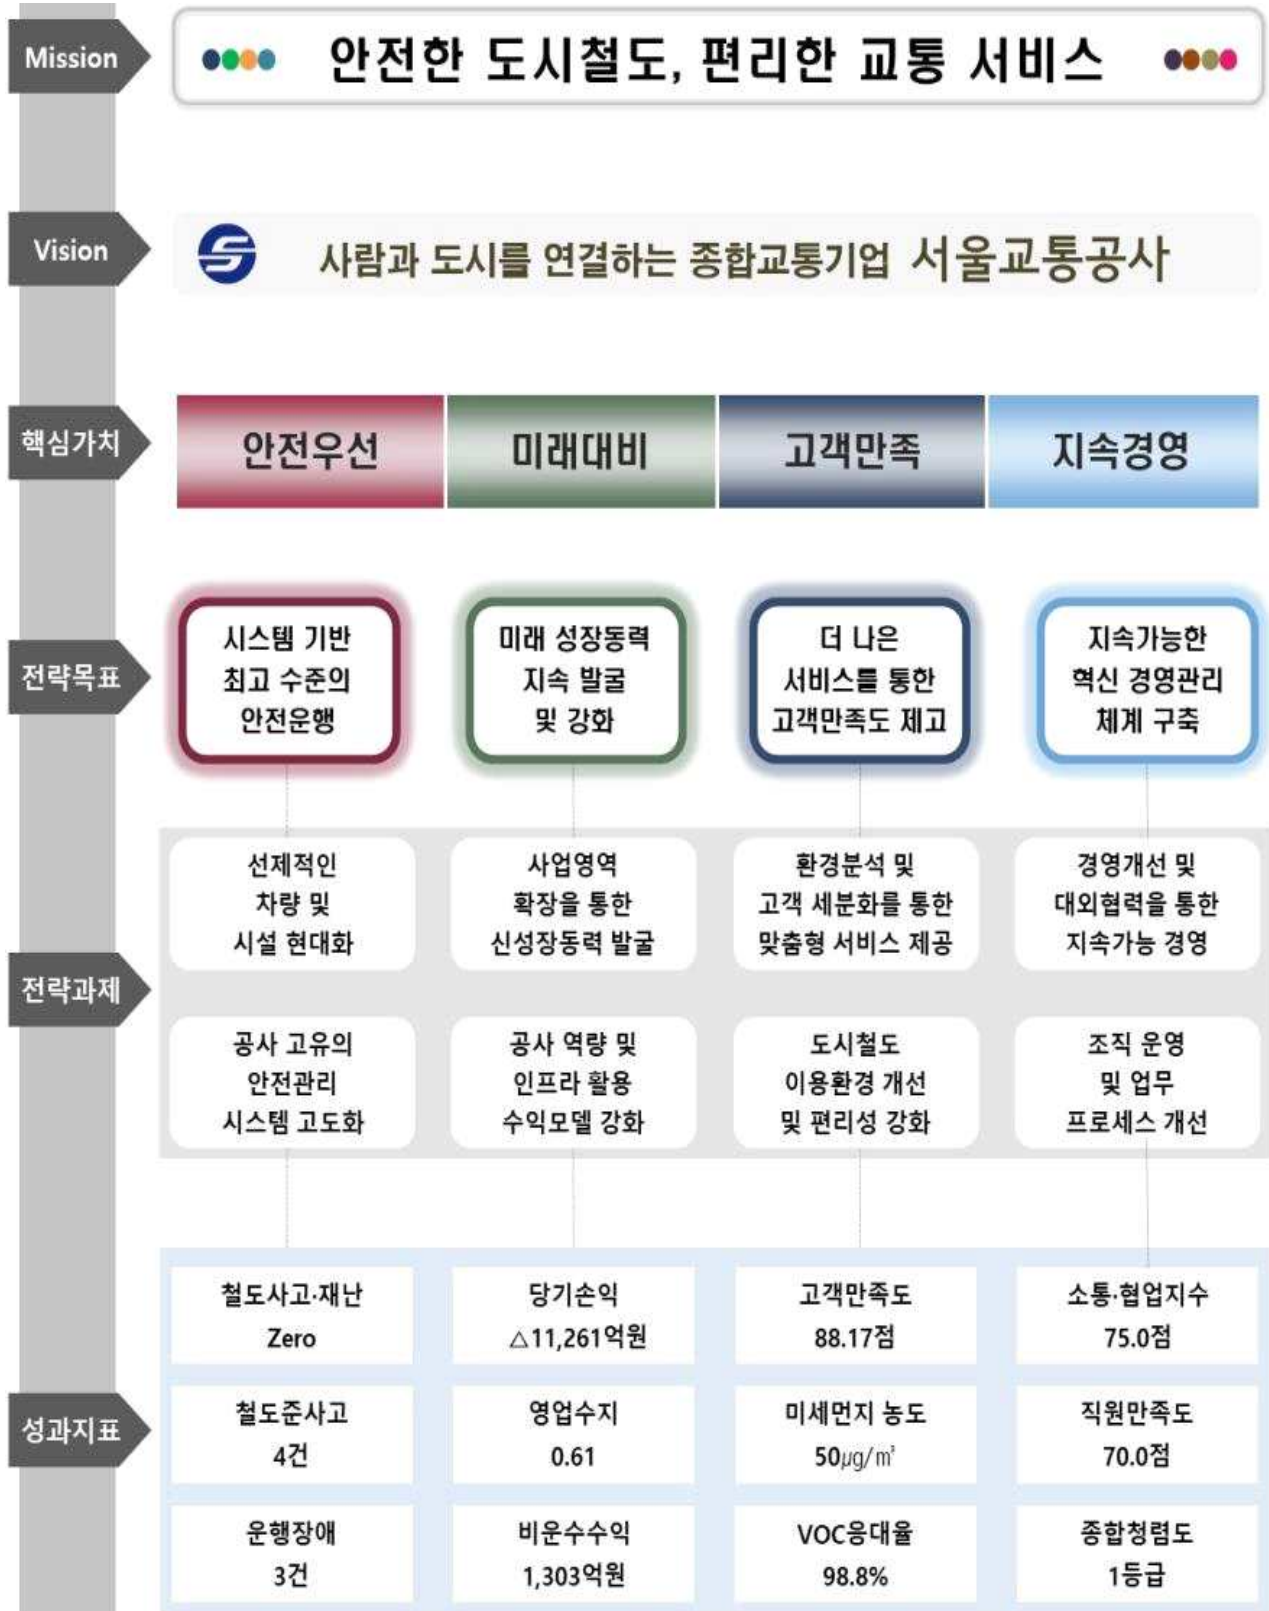 Mission
안전한 도시철도, 편리한 교통 서비스
Vision
사람과 도시를 연결하는 종합교통기업 서울교통공사
핵심가치
안전우선
미래대비
고객만족
지속경영
전략목표
시스템 기반
최고 수준의
안전운행
미래 성장동력
지속 발굴
및 강화
더 나은
서비스를 통한
고객만족도 제고
지속가능한
혁신 경영관리
체계 구축
전략과제
선제적인
차량 및
시설 현대화
사업영역
확장을 통한
신성장동력 발굴
환경분석 및
고객 세분화를 통한
맞춤형 서비스 제공
경영개선 및
대외협력을 통한
지속가능 경영
공사 고유의
안전관리
시스템 고도화
공사 역량 및
인프라 활용
수익모델 강화
도시철도
이용환경 개선
및 편리성 강화
조직 운영
및 업무
프로세스 개선
성과지표
철도사고·재난
Zero
당기손익
△11,261억원
고객만족도
88.17점
소통·협업지수
75.0점
철도준사고
4건
영업수지
0.61
미세먼지 농도
50㎍/㎥
직원만족도
70.0점
운행장애
3건
비운수수익
1,303억원
VOC응대율
98.8%
종합청렴도
1등급